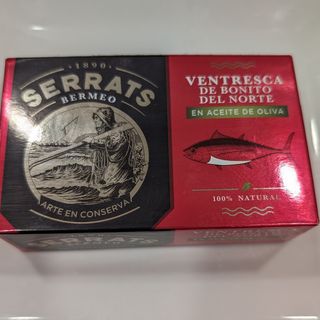 1890
SERRATS
BERMEO
ARTE EN CONSERVA
VENTRESCA
DE BONITO
DEL NORTE
EN ACEITE DE OLIVA
100% NATURAL